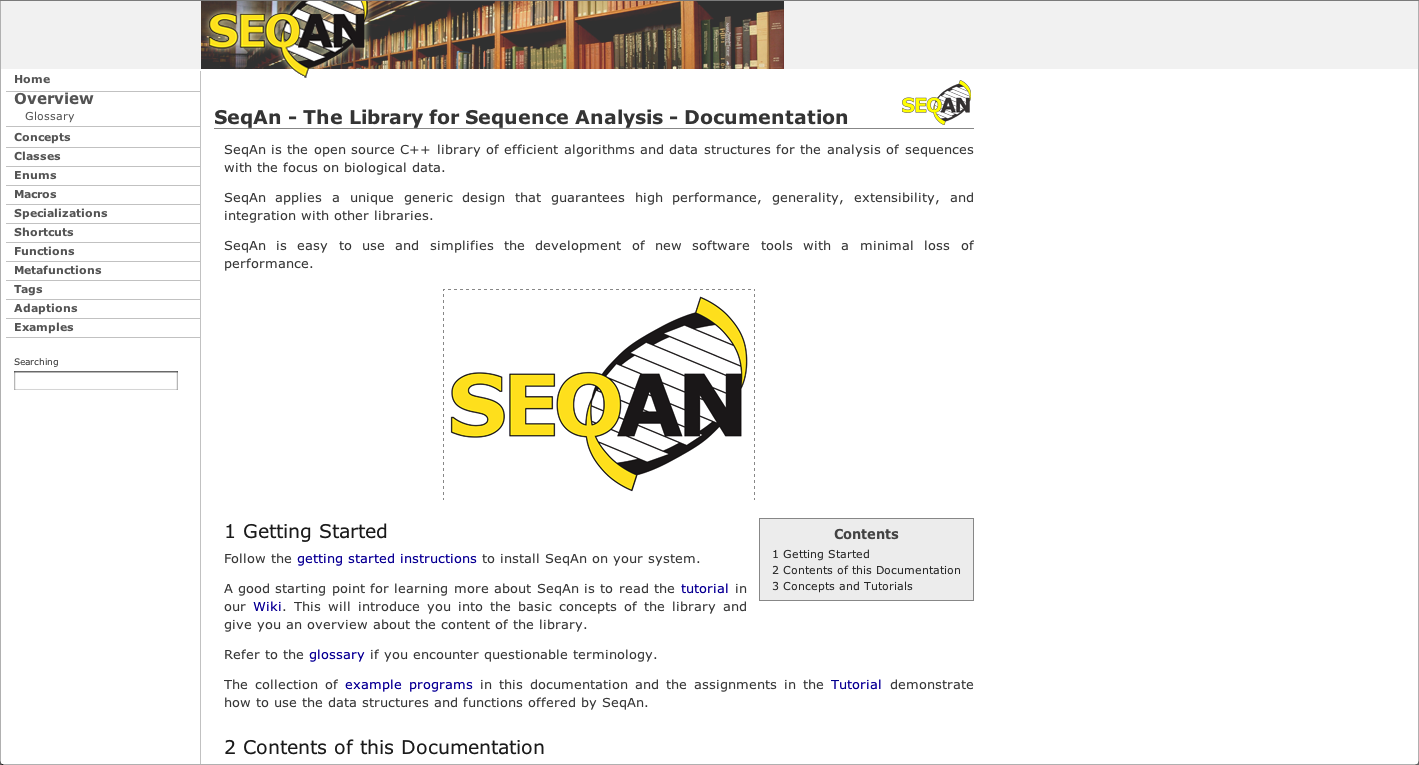 SEQAN
Home
Overview
Glossary
Concepts
Classes
Enums
Macros
Specializations
Shortcuts
Functions
Metafunctions
Tags
Adaptions
Examples
Searching
SEQAN
SeqAn - The Library for Sequence Analysis - Documentation
SeqAn is the open source C++ library of efficient algorithms and data structures for the analysis of sequences
with the focus on biological data.
SeqAn applies a unique generic design that guarantees high performance, generality, extensibility, and
integration with other libraries.
SeqAn is easy to use and simplifies the development of new software tools with a minimal loss of
performance.
SEQAN
1 Getting Started
Follow the getting started instructions to install SeqAn on your system.
A good starting point for learning more about SeqAn is to read the tutorial in
our Wiki. This will introduce you into the basic concepts of the library and
give you an overview about the content of the library.
Refer to the glossary if you encounter questionable terminology.
The collection of example programs in this documentation and the assignments in the Tutorial demonstrate
how to use the data structures and functions offered by SeqAn.
Contents
1 Getting Started
2 Contents of this Documentation
3 Concepts and Tutorials
2 Contents of this Documentation